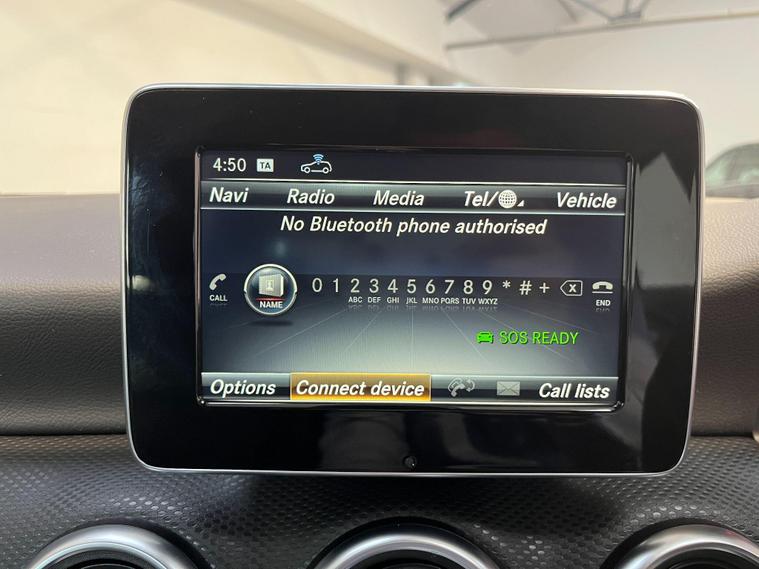 4:50 TA
Navi Radio Media Tel/ Vehicle
No Bluetooth phone authorised
CALL NAME 0 1 2 3 4 5 6 7 8 9 * # + X END
ABC DEF GHI JKL MNO PQRS TUV WXYZ
SOS READY
Options Connect device Call lists